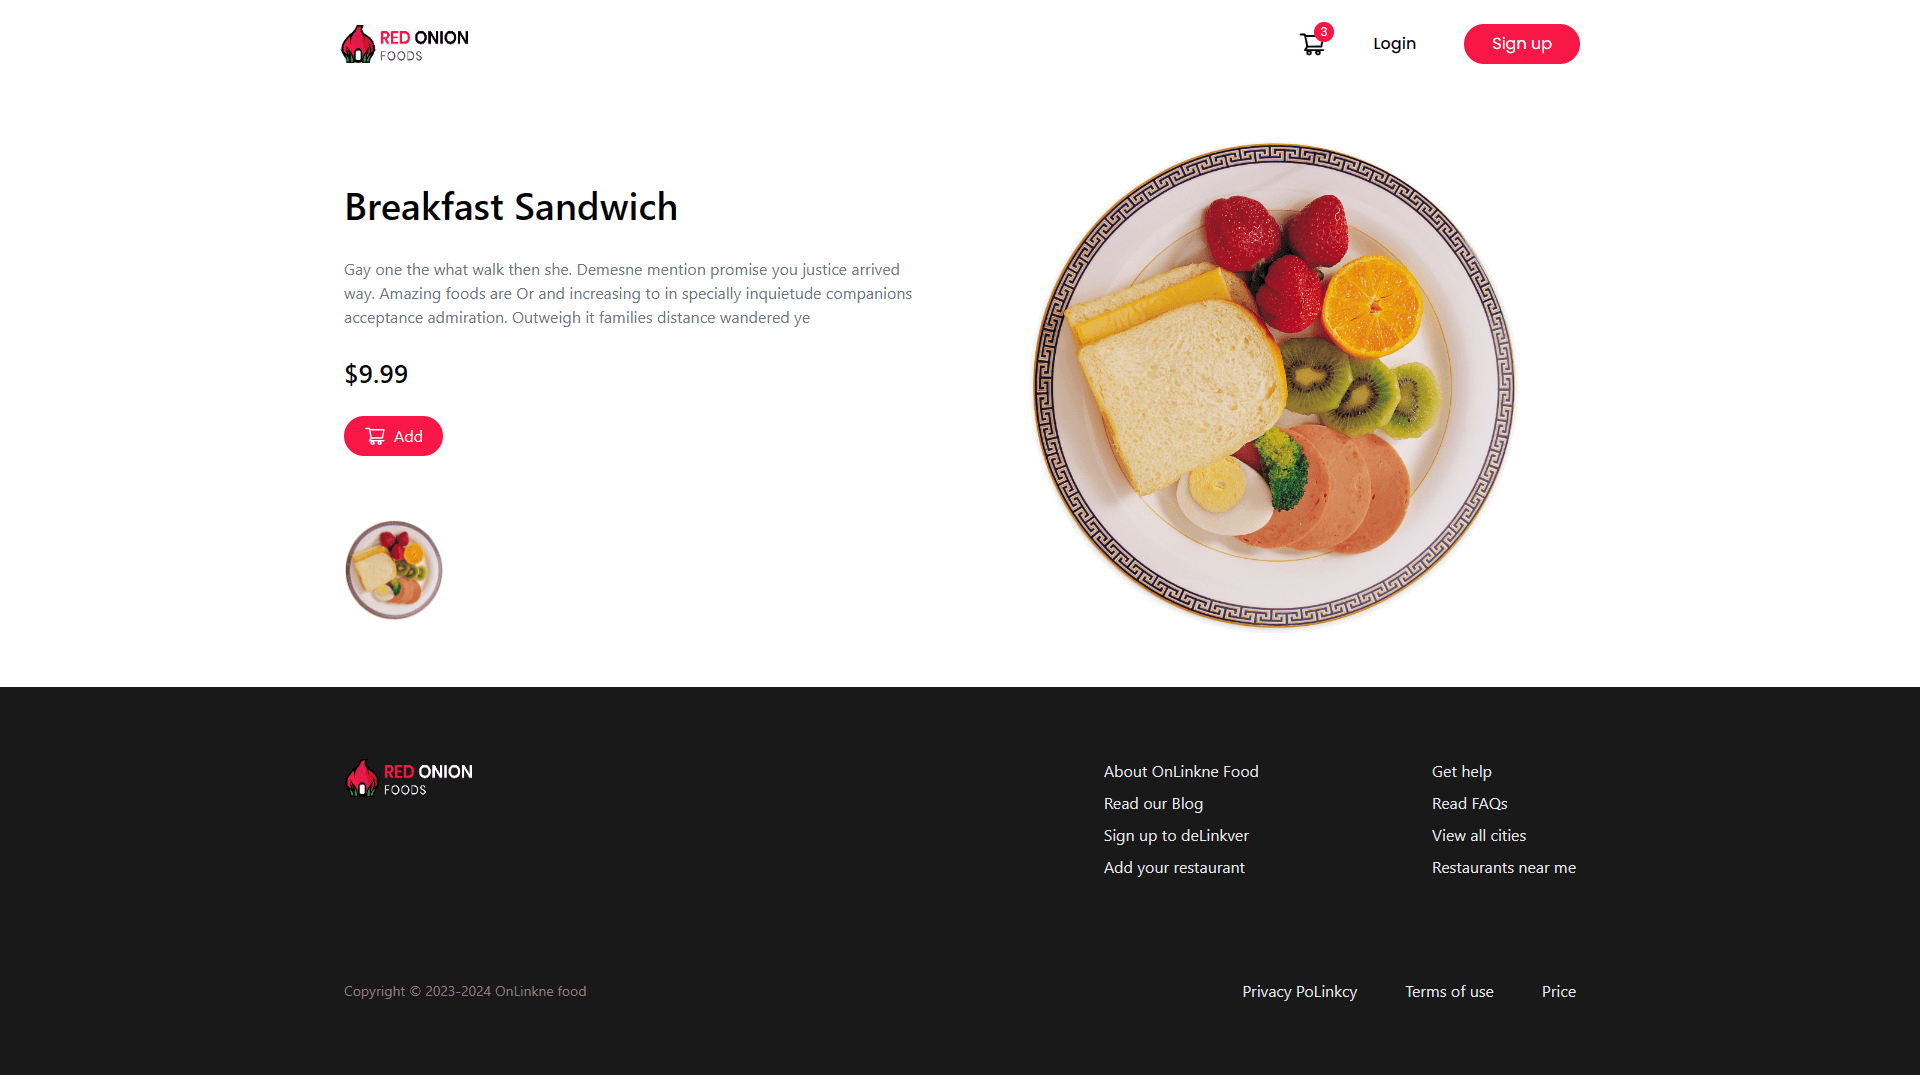 RED ONION
FOODS
3
Login
Sign up
Breakfast Sandwich
Gay one the what walk then she. Demesne mention promise you justice arrived
way. Amazing foods are Or and increasing to in specially inquietude companions
acceptance admiration. Outweigh it families distance wandered ye
$9.99
Add
RED ONION
FOODS
About OnLinkne Food
Read our Blog
Sign up to deLinkver
Add your restaurant
Get help
Read FAQs
View all cities
Restaurants near me
Copyright © 2023-2024 OnLinkne food
Privacy PoLinkcy
Terms of use
Price